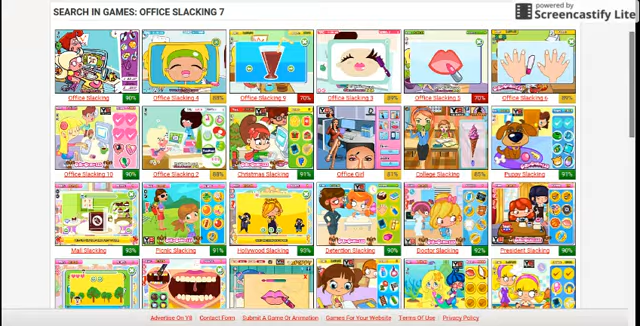 powered by
SEARCH IN GAMES: OFFICE SLACKING 7
Screencastify Lite
Office Slacking 90%
Office Slacking 4 88%
Office Slacking 9 70%
Office Slacking 3 89%
Office Slacking 5 70%
Office Slacking 6 89%
Office Slacking 10 90%
Office Slacking 2 88%
Christmas Slacking 91%
Office Girl 81%
College Slacking 85%
Puppy Slacking 91%
Mall Slacking 93%
Picnic Slacking 91%
Hollywood Slacking 90%
Detention Slacking 90%
Doctor Slacking 92%
President Slacking 90%
Advertise On Y8 Contact Form Submit A Game Or Animation Games For Your Website Terms Of Use Privacy Policy